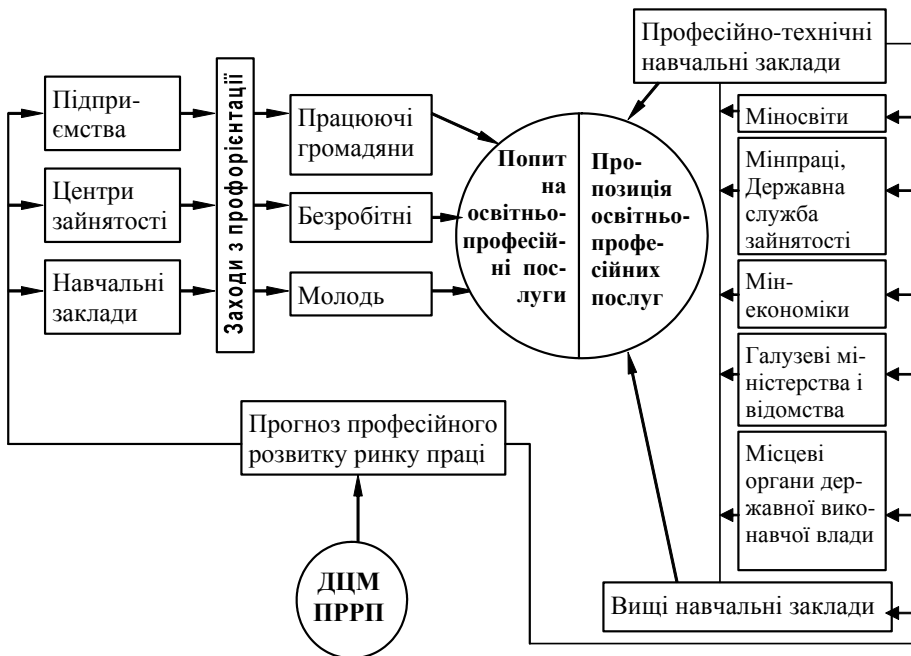 Професійно-технічні
навчальні заклади
Підпри-
ємства
Центри
зайнятості
Навчальні
заклади
Заходи з профорієнтації
Працюючі
громадяни
Безробітні
Молодь
Попит
на
освітньо-
професій-
ні пос-
луги
Про-
позиція
освітньо-
профе-
сійних
послуг
Міносвіти
Мінпраці,
Державна
служба
зайнятості
Мін-
економіки
Галузеві мі-
ністерства і
відомства
Місцеві
органи дер-
жавної вико-
навчої влади
Прогноз професійного
розвитку ринку праці
ДЦМ
ПРРП
Вищі навчальні заклади